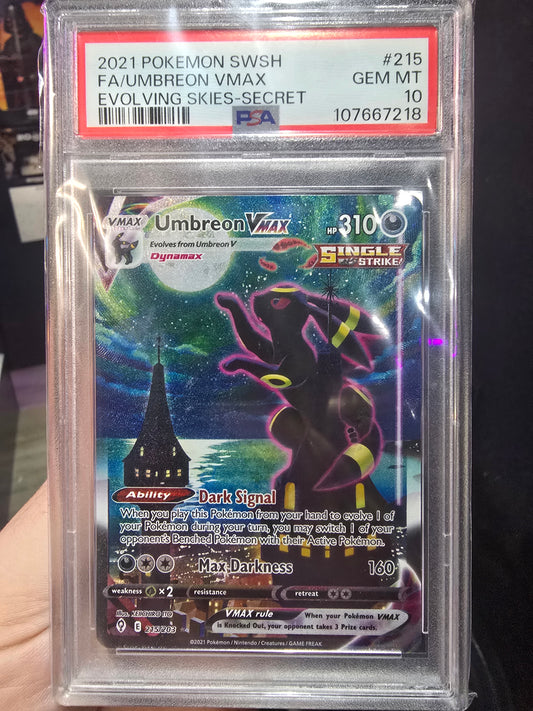 2021 POKEMON SWSH #215
FA/UMBREON VMAX GEM MT
EVOLVING SKIES-SECRET 10
PSA 107667218
VMAX Umbreon VMAX HP 310
Evolves from Umbreon V
Dynamax
SINGLE STRIKE
Ability Dark Signal
When you play this Pokémon from your hand to evolve 1 of
your Pokémon during your turn, you may switch 1 of your
opponent's Benched Pokémon with their Active Pokémon.
Max Darkness 160
weakness ×2 resistance retreat
Illus. KEIICHIRO ITO
E 215/203
VMAX rule When your Pokémon VMAX
is Knocked Out, your opponent takes 3 Prize cards.
©2021 Pokémon / Nintendo / Creatures / GAME FREAK